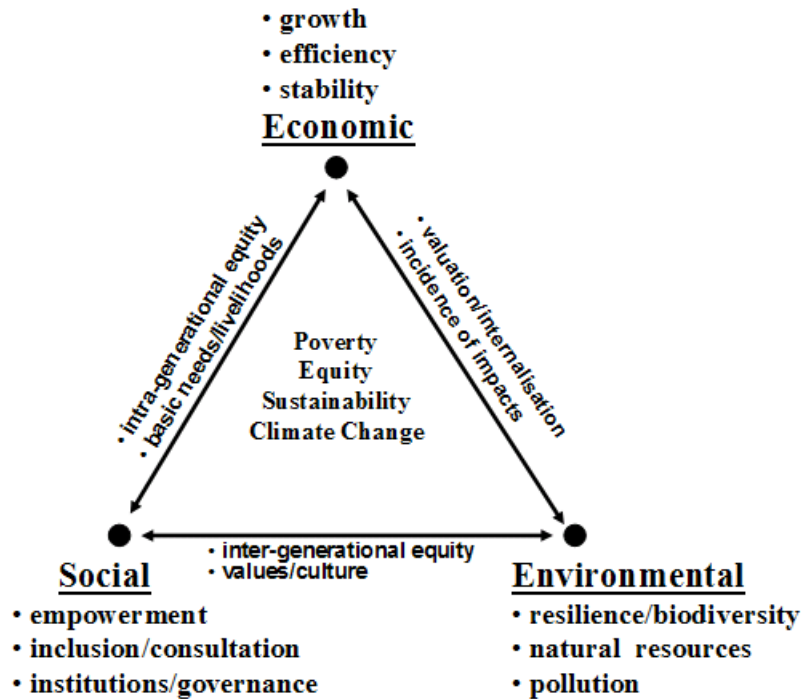 • growth
• efficiency
• stability
Economic
• intra-generational equity
• basic needs/livelihoods
• valuation/internalisation
• incidence of impacts
Poverty
Equity
Sustainability
Climate Change
• inter-generational equity
• values/culture
Social
• empowerment
• inclusion/consultation
• institutions/governance
Environmental
• resilience/biodiversity
• natural resources
• pollution